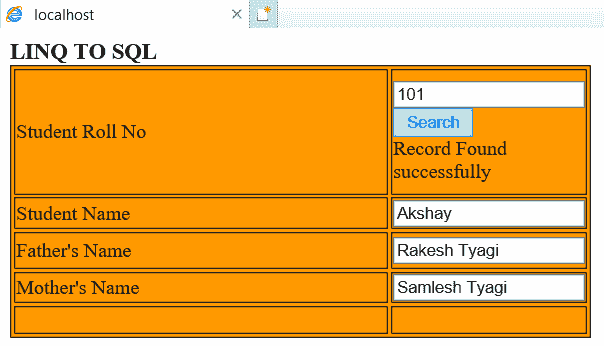 localhost
LINQ TO SQL
Student Roll No
101
Search
Record Found
successfully
Student Name
Akshay
Father's Name
Rakesh Tyagi
Mother's Name
Samlesh Tyagi